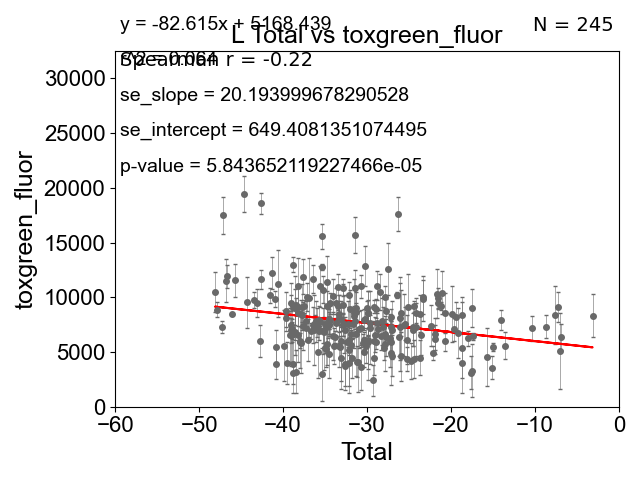 y = -82.615x + 5168.439
N = 245
L Total vs toxgreen_fluor
r^2 = 0.064
Spearman r = -0.22
se_slope = 20.193999678290528
se_intercept = 649.4081351074495
p-value = 5.843652119227466e-05
30000
25000
20000
15000
10000
5000
0
toxgreen_fluor
−60
−50
−40
−30
−20
−10
0
Total